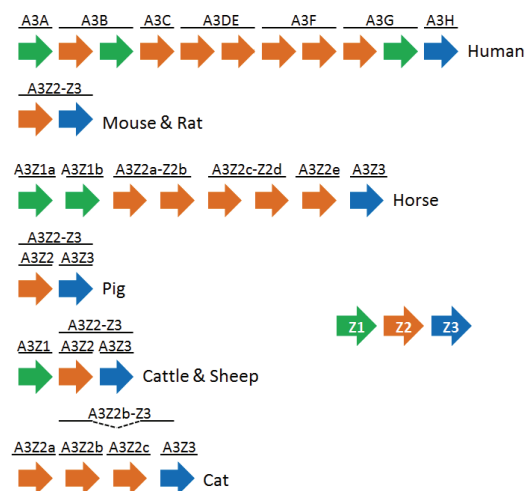 A3A A3B A3C A3DE A3F A3G A3H
Human
A3Z2-Z3
Mouse & Rat
A3Z1a A3Z1b A3Z2a-Z2b A3Z2c-Z2d A3Z2e A3Z3
Horse
A3Z2-Z3
A3Z2 A3Z3
Pig
Z1 Z2 Z3
A3Z2-Z3
A3Z1 A3Z2 A3Z3
Cattle & Sheep
A3Z2b-Z3
A3Z2a A3Z2b A3Z2c A3Z3
Cat